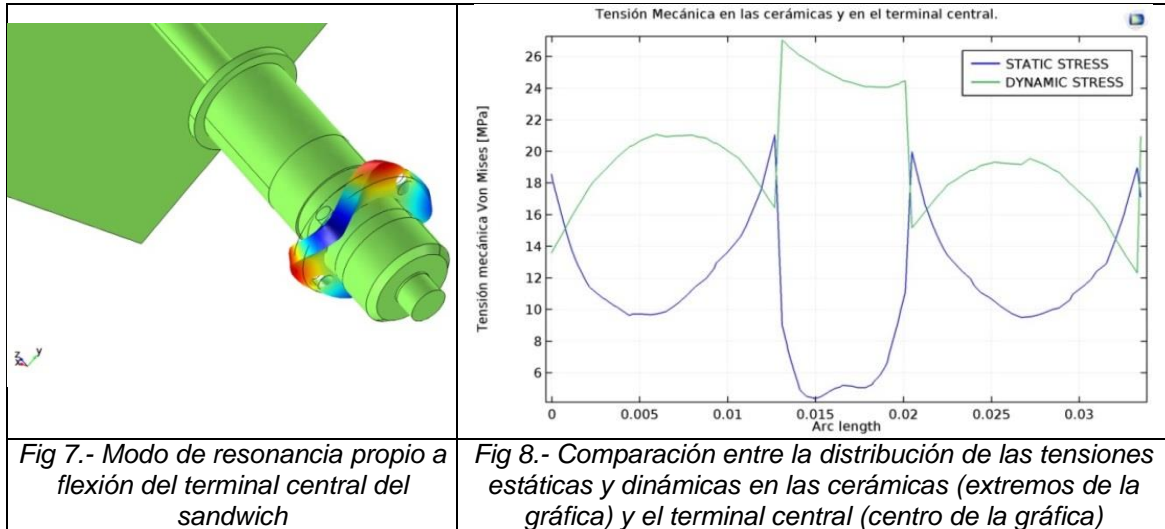 z
y
x
Tensión Mecánica en las cerámicas y en el terminal central.
Tensión mecánica Von Mises [MPa]
26
24
22
20
18
16
14
12
10
8
6
STATIC STRESS
DYNAMIC STRESS
0
0.005
0.01
0.015
0.02
0.025
0.03
Arc length
Fig 7.- Modo de resonancia propio a
flexión del terminal central del
sandwich
Fig 8.- Comparación entre la distribución de las tensiones
estáticas y dinámicas en las cerámicas (extremos de la
gráfica) y el terminal central (centro de la gráfica)